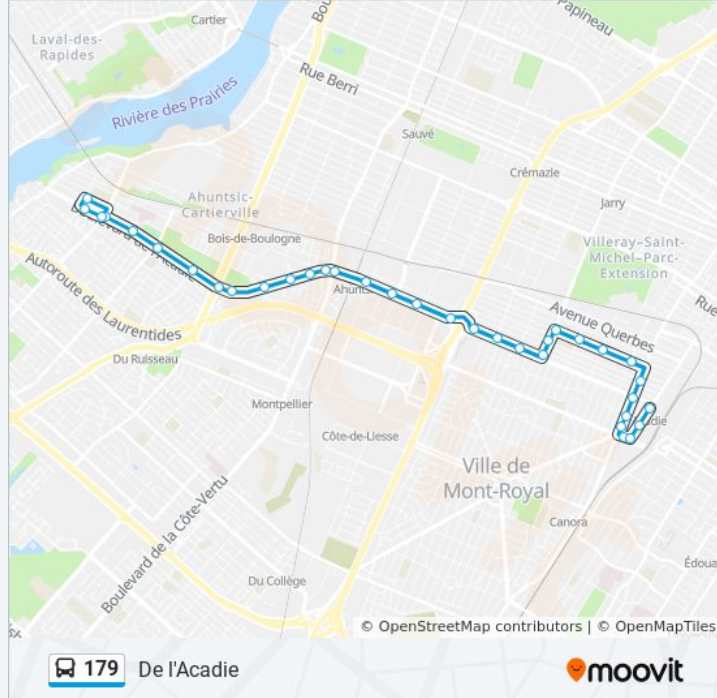 Cartier
Laval-des-
Rapides
Rivière des Prairies
Rue Berri
Papineau
Sauvé
Crémazie
Jarry
Ahuntsic-
Cartierville
Bois-de-Boulogne
Villeray–Saint-
Michel–Parc-
Extension
Autoroute des Laurentides
Avenue Querbes
Du Ruisseau
Montpellier
Côte-de-Liesse
Ville de
Mont-Royal
Canora
Boulevard de la Côte-Vertu
Du Collège
© OpenStreetMap contributors | © OpenMapTiles
179 De l'Acadie
moovit